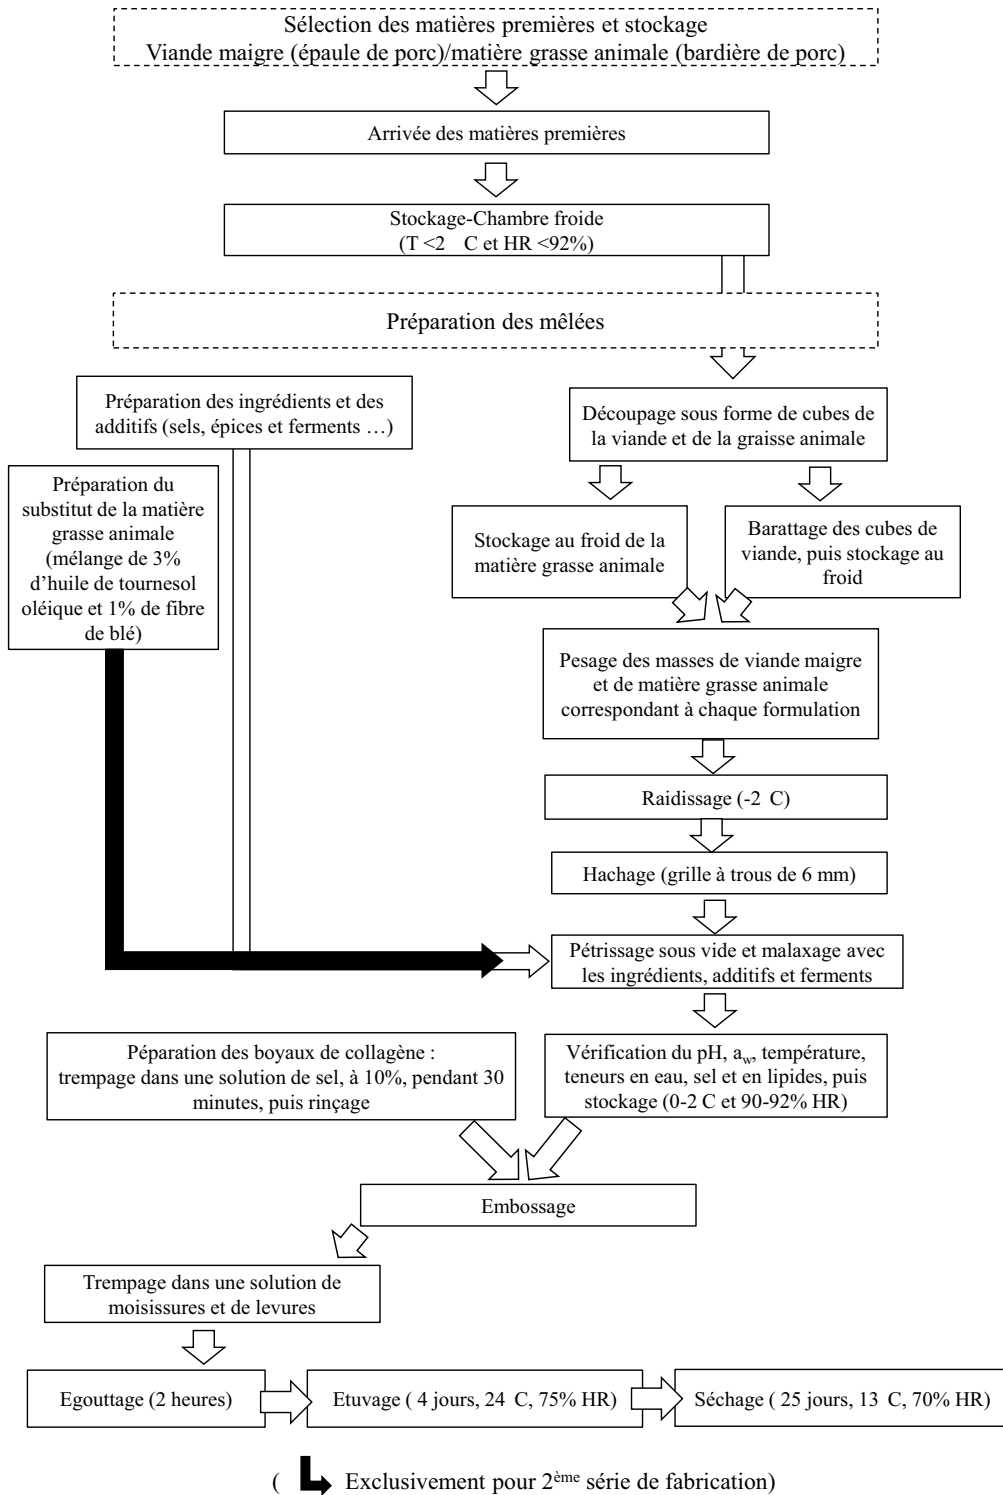 Sélection des matières premières et stockage
Viande maigre (épaule de porc)/matière grasse animale (bardière de porc)
Arrivée des matières premières
Stockage-Chambre froide
(T <2 C et HR <92%)
Préparation des mêlées
Préparation des ingrédients et des
additifs (sels, épices et ferments …)
Découpage sous forme de cubes de
la viande et de la graisse animale
Préparation du
substitut de la matière
grasse animale
(mélange de 3%
d’huile de tournesol
oléique et 1% de fibre
de blé)
Stockage au froid de la
matière grasse animale
Barattage des cubes de
viande, puis stockage au
froid
Pesage des masses de viande maigre
et de matière grasse animale
correspondant à chaque formulation
Raidissage (-2 C)
Hachage (grille à trous de 6 mm)
Pétrissage sous vide et malaxage avec
les ingrédients, additifs et ferments
Péparation des boyaux de collagène :
trempage dans une solution de sel, à 10%, pendant 30
minutes, puis rinçage
Vérification du pH, aw, température,
teneurs en eau, sel et en lipides, puis
stockage (0-2 C et 90-92% HR)
Embossage
Trempage dans une solution de
moisissures et de levures
Egouttage (2 heures)
Etuvage ( 4 jours, 24 C, 75% HR)
Séchage ( 25 jours, 13 C, 70% HR)
( Exclusivement pour 2ème série de fabrication)